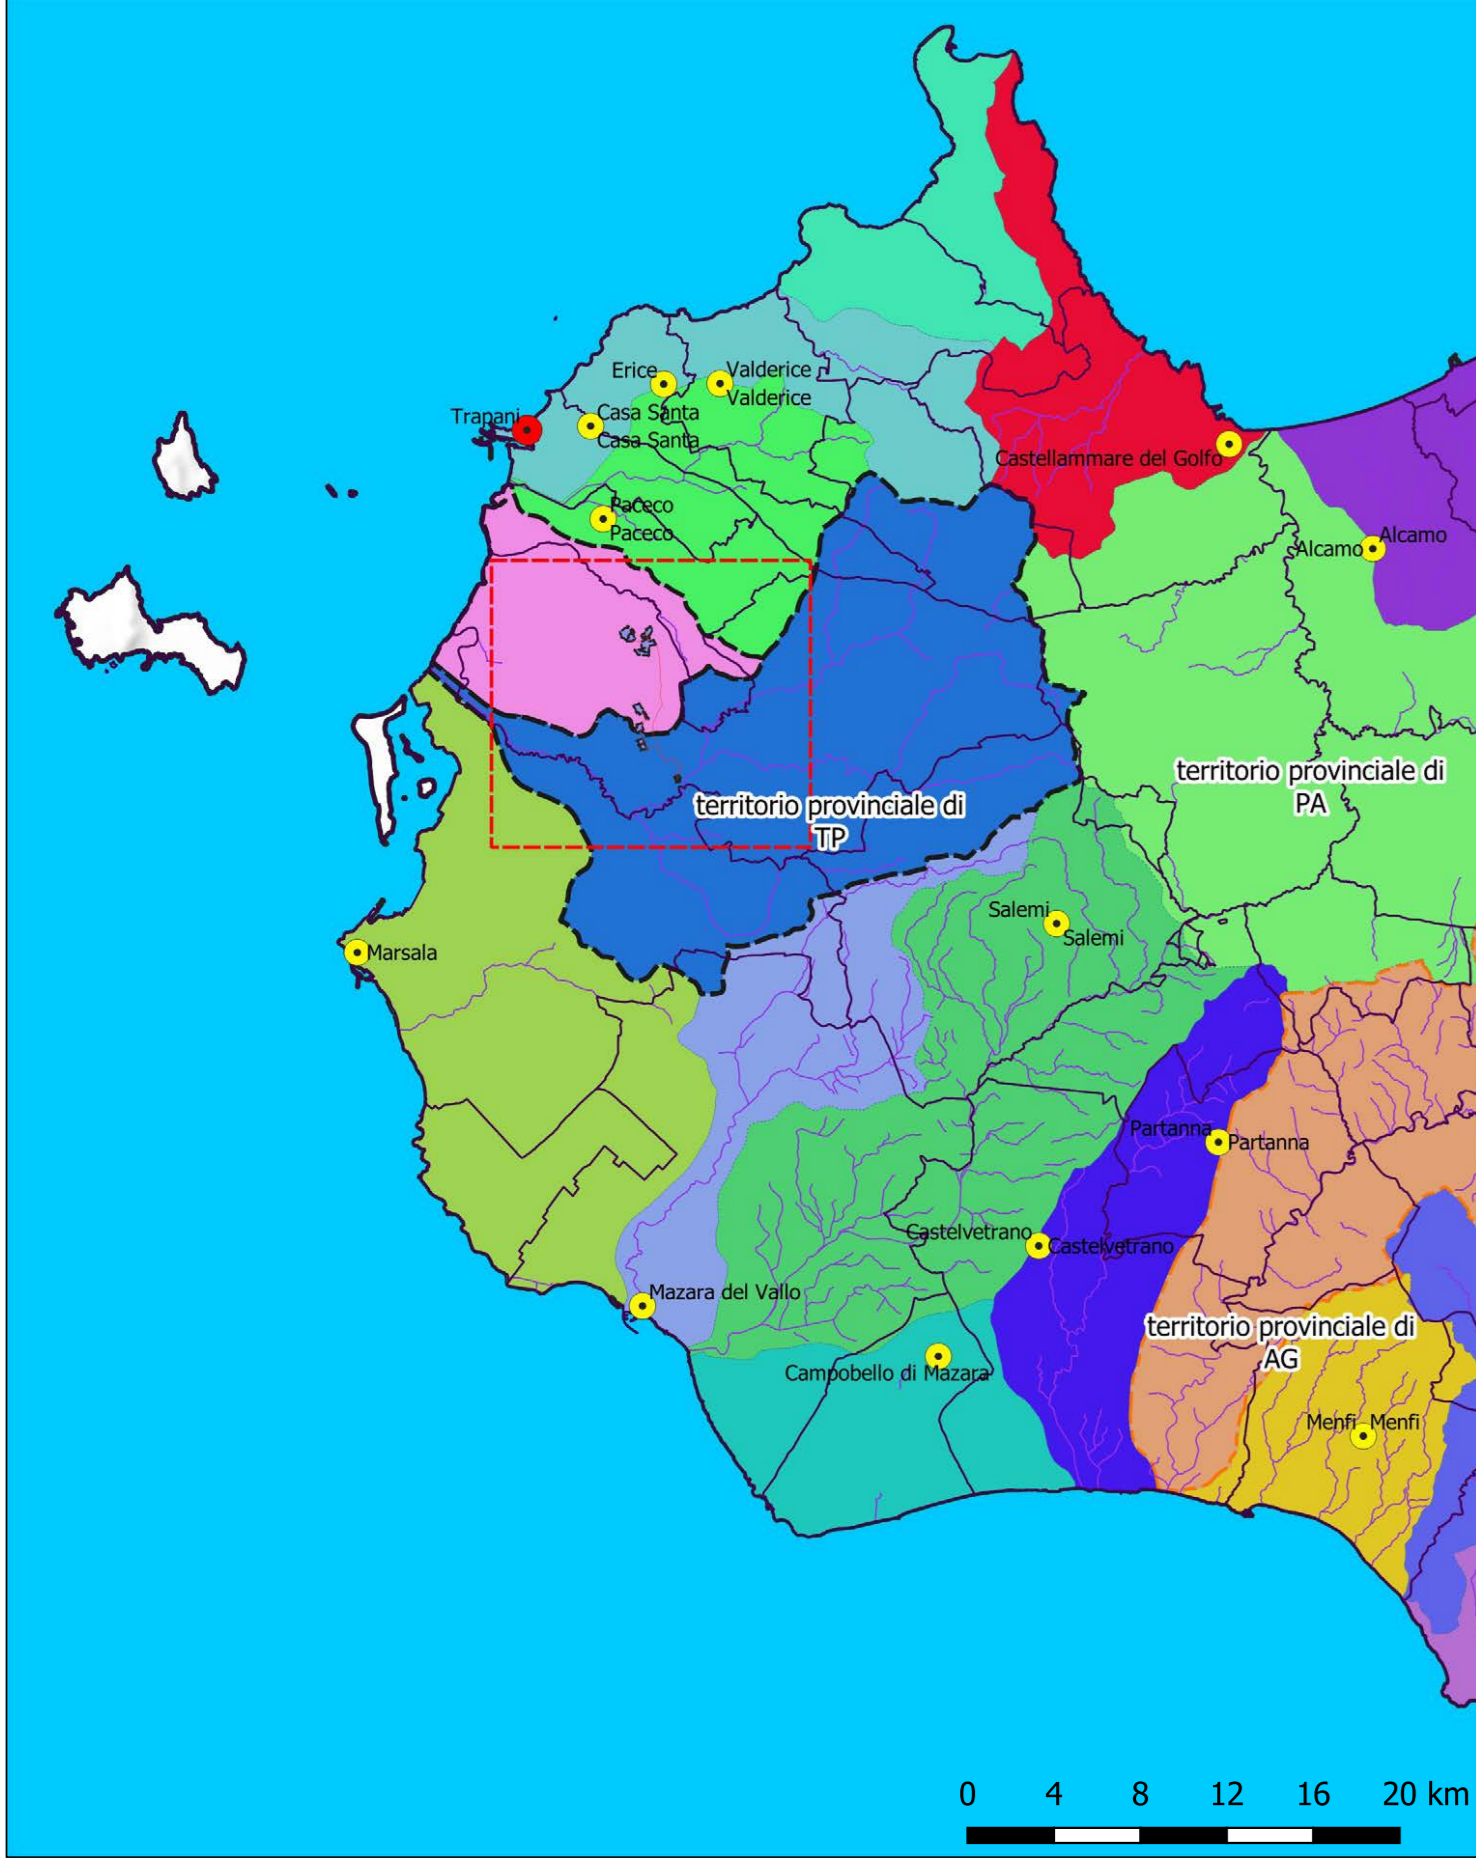 Erice
Valderice
Valderice
Trapani
Casa Santa
Casa Santa
Castellammare del Golfo
Paceco
Paceco
Alcamo
Alcamo
territorio provinciale di
PA
territorio provinciale di
TP
Salemi
Salemi
Marsala
Partanna
Partanna
Castelvetrano
Castelvetrano
Mazara del Vallo
territorio provinciale di
AG
Campobello di Mazara
Menfi
Menfi
0 4 8 12 16 20 km